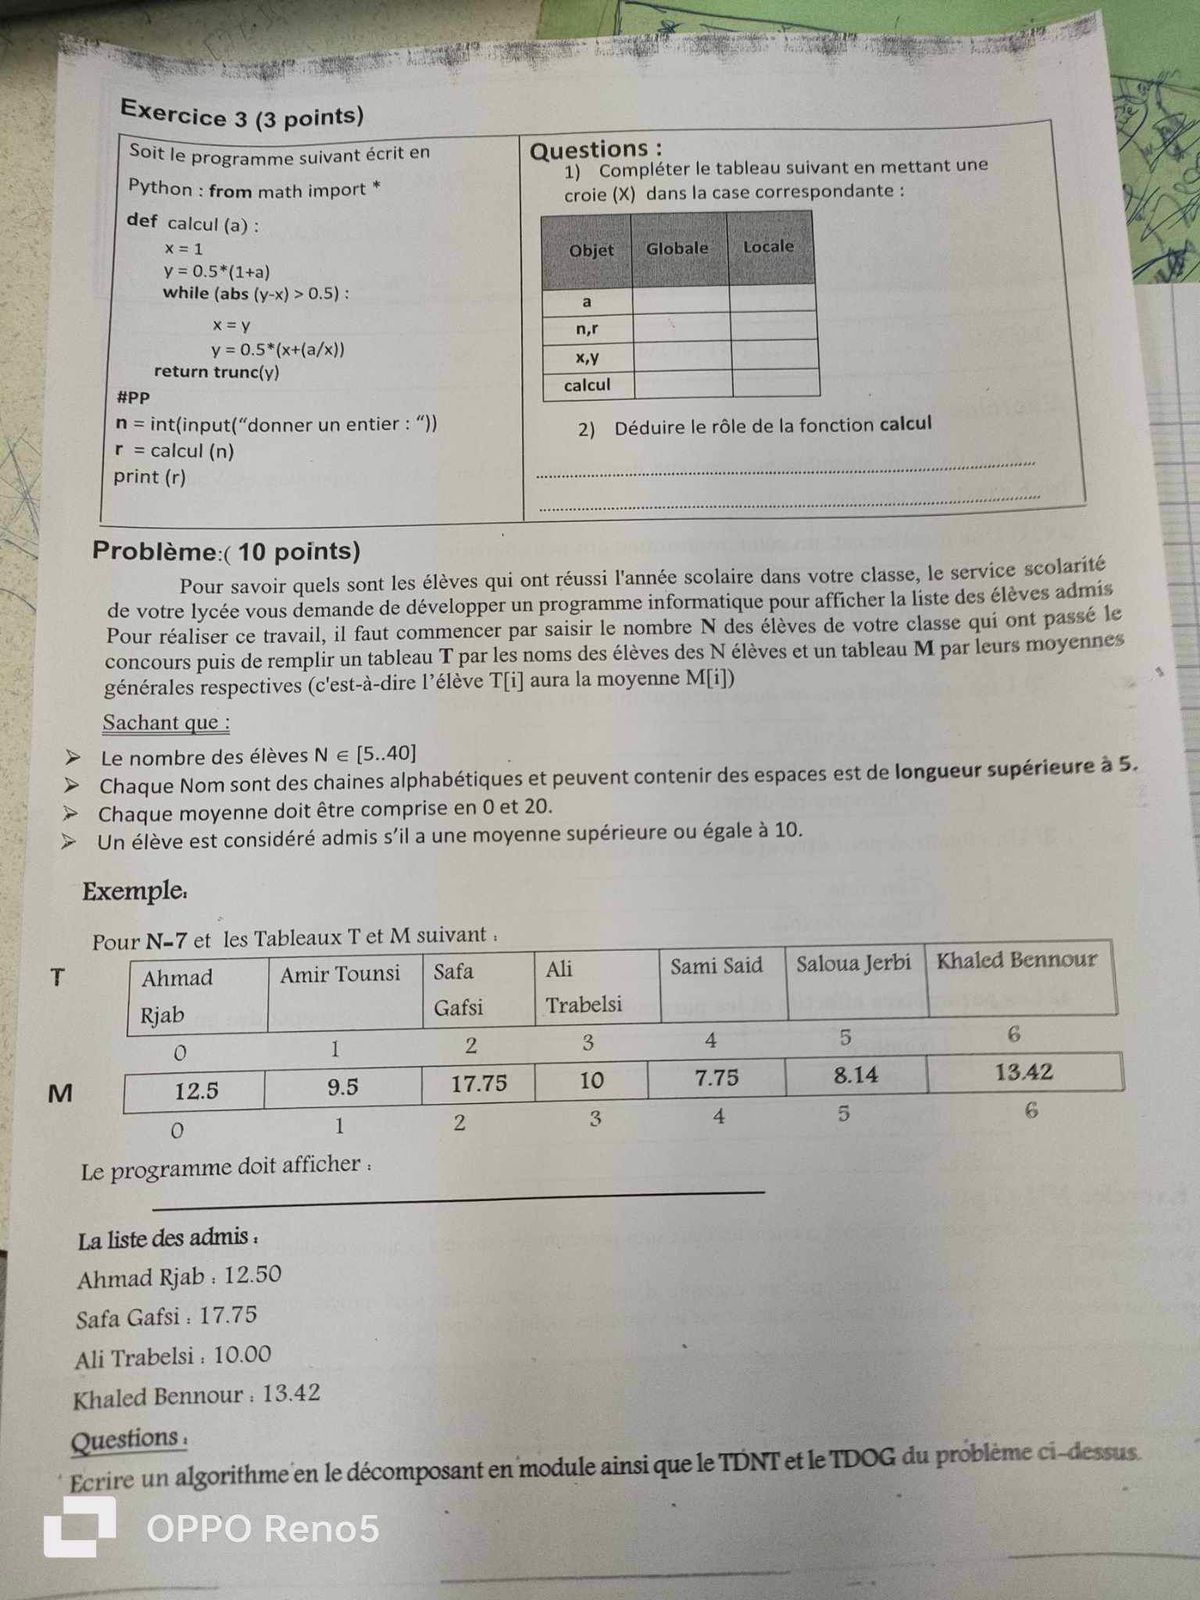 Exercice 3 (3 points)
Soit le programme suivant écrit en
Python : from math import *
def calcul (a) :
x = 1
y = 0.5*(1+a)
while (abs (y-x) > 0.5) :
x = y
y = 0.5*(x+(a/x))
return trunc(y)
#PP
n = int(input(“donner un entier : “))
r = calcul (n)
print (r)
Questions :
1) Compléter le tableau suivant en mettant une
croie (X) dans la case correspondante :
Objet Globale Locale
a
n,r
x,y
calcul
2) Déduire le rôle de la fonction calcul
Problème:( 10 points)
Pour savoir quels sont les élèves qui ont réussi l'année scolaire dans votre classe, le service scolarité
de votre lycée vous demande de développer un programme informatique pour afficher la liste des élèves admis
Pour réaliser ce travail, il faut commencer par saisir le nombre N des élèves de votre classe qui ont passé le
concours puis de remplir un tableau T par les noms des élèves des N élèves et un tableau M par leurs moyennes
générales respectives (c'est-à-dire l’élève T[i] aura la moyenne M[i])
Sachant que :
➢ Le nombre des élèves N ∈ [5..40]
➢ Chaque Nom sont des chaines alphabétiques et peuvent contenir des espaces est de longueur supérieure à 5.
➢ Chaque moyenne doit être comprise en 0 et 20.
➢ Un élève est considéré admis s’il a une moyenne supérieure ou égale à 10.
Exemple:
Pour N=7 et les Tableaux T et M suivant :
T Ahmad Rjab Amir Tounsi Safa Gafsi Ali Trabelsi Sami Said Saloua Jerbi Khaled Bennour
0 1 2 3 4 5 6
M 12.5 9.5 17.75 10 7.75 8.14 13.42
0 1 2 3 4 5 6
Le programme doit afficher :
La liste des admis :
Ahmad Rjab : 12.50
Safa Gafsi : 17.75
Ali Trabelsi : 10.00
Khaled Bennour : 13.42
Questions :
Ecrire un algorithme en le décomposant en module ainsi que le TDNT et le TDOG du problème ci-dessus.
OPPO Reno5